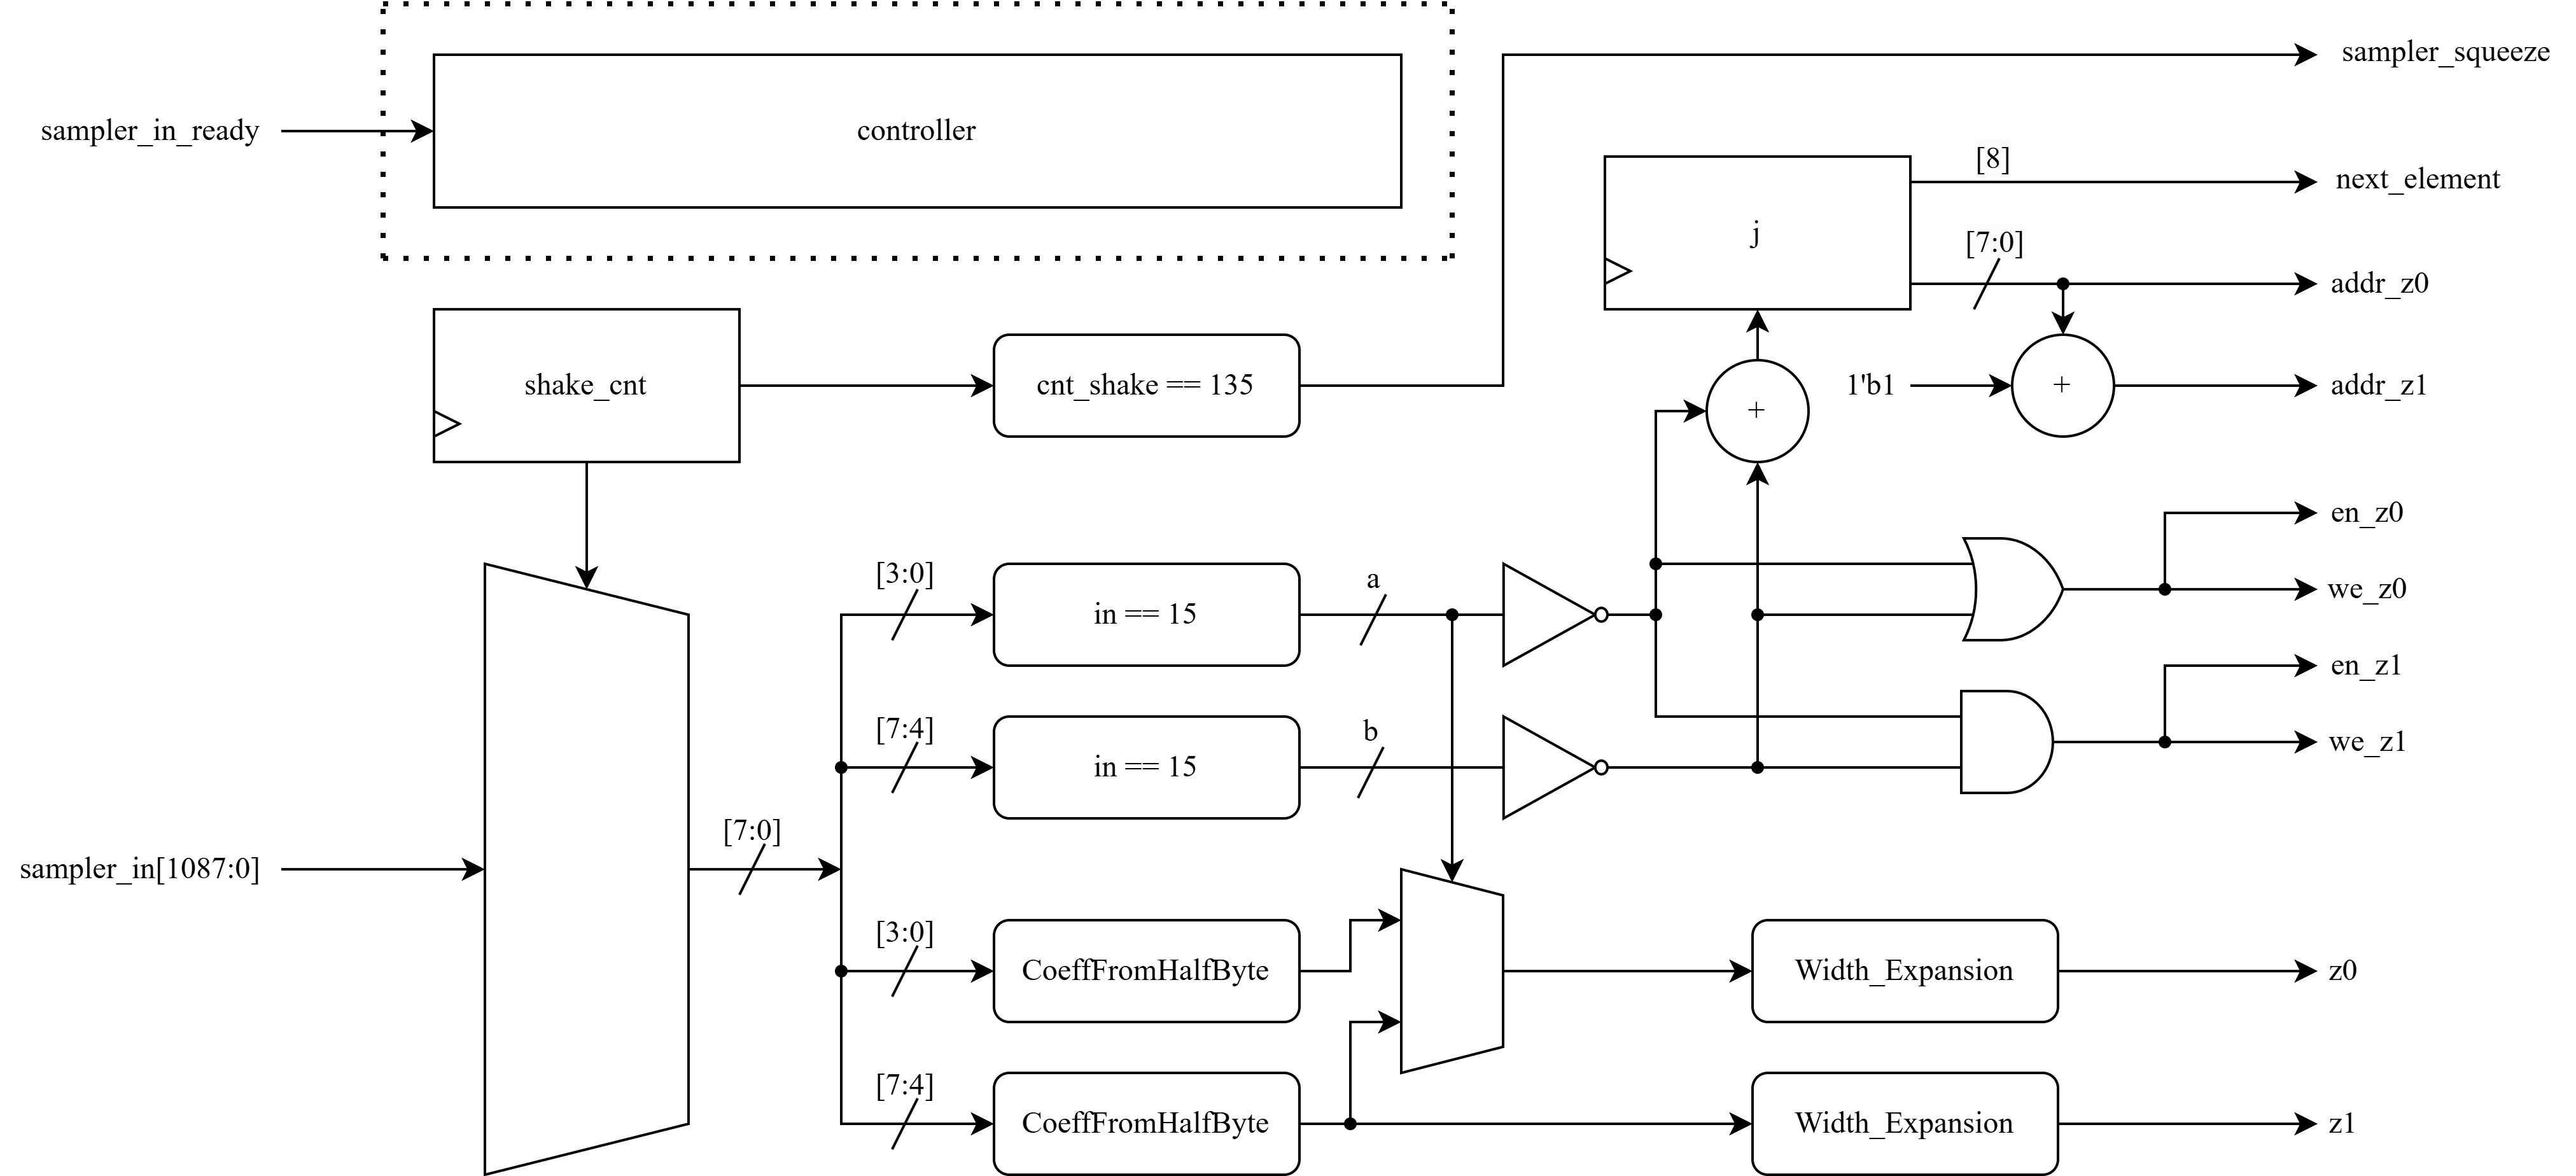 sampler_squeeze
sampler_in_ready
controller
[8]
next_element
j
[7:0]
addr_z0
shake_cnt
cnt_shake == 135
+
1'b1
+
addr_z1
en_z0
[3:0]
in == 15
a
we_z0
en_z1
[7:4]
in == 15
b
we_z1
[7:0]
sampler_in[1087:0]
[3:0]
CoeffFromHalfByte
Width_Expansion
z0
[7:4]
CoeffFromHalfByte
Width_Expansion
z1